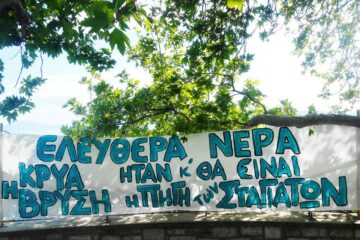 ΕΛΕΥΘΕΡΑ ΝΕΡΑ
ΚΡΥΑ ΗΤΑΝ Κ' ΘΑ ΕΙΝΑΙ
Η ΒΡΥΣΗ Η ΠΗΓΗ των ΣΤΑΓΙΑΤΩΝ